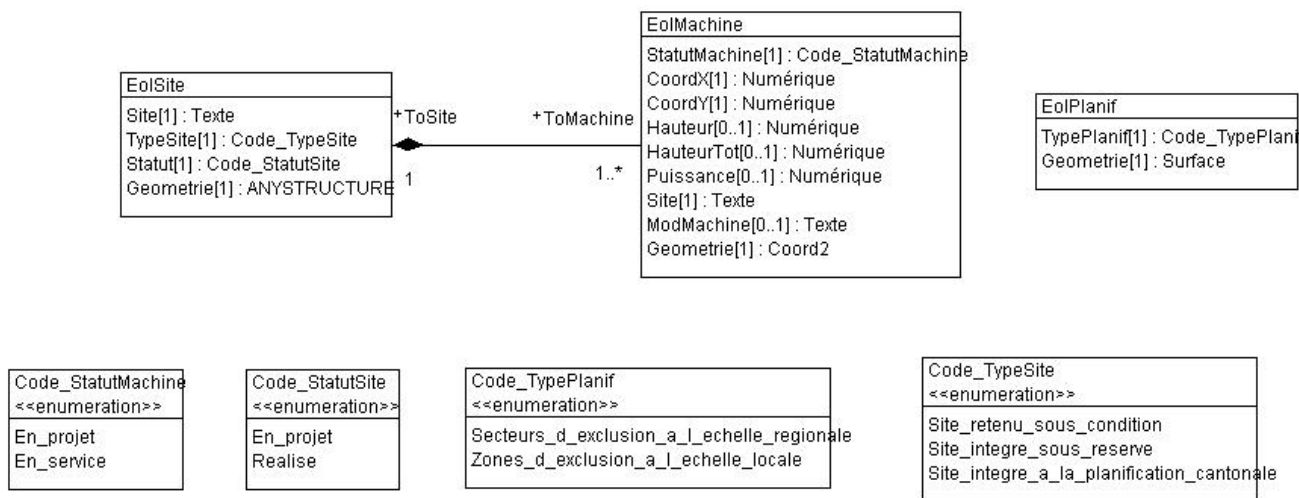 EolSite
Site[1] : Texte
TypeSite[1] : Code_TypeSite
Statut[1] : Code_StatutSite
Geometrie[1] : ANYSTRUCTURE
+ToSite
1
+ToMachine
1..*
EolMachine
StatutMachine[1] : Code_StatutMachine
CoordX[1] : Numérique
CoordY[1] : Numérique
Hauteur[0..1] : Numérique
HauteurTot[0..1] : Numérique
Puissance[0..1] : Numérique
Site[1] : Texte
ModMachine[0..1] : Texte
Geometrie[1] : Coord2
EolPlanif
TypePlanif[1] : Code_TypePlani
Geometrie[1] : Surface
Code_StatutMachine
<<enumeration>>
En_projet
En_service
Code_StatutSite
<<enumeration>>
En_projet
Realise
Code_TypePlanif
<<enumeration>>
Secteurs_d_exclusion_a_l_echelle_regionale
Zones_d_exclusion_a_l_echelle_locale
Code_TypeSite
<<enumeration>>
Site_retenu_sous_condition
Site_integre_sous_reserve
Site_integre_a_la_planification_cantonale